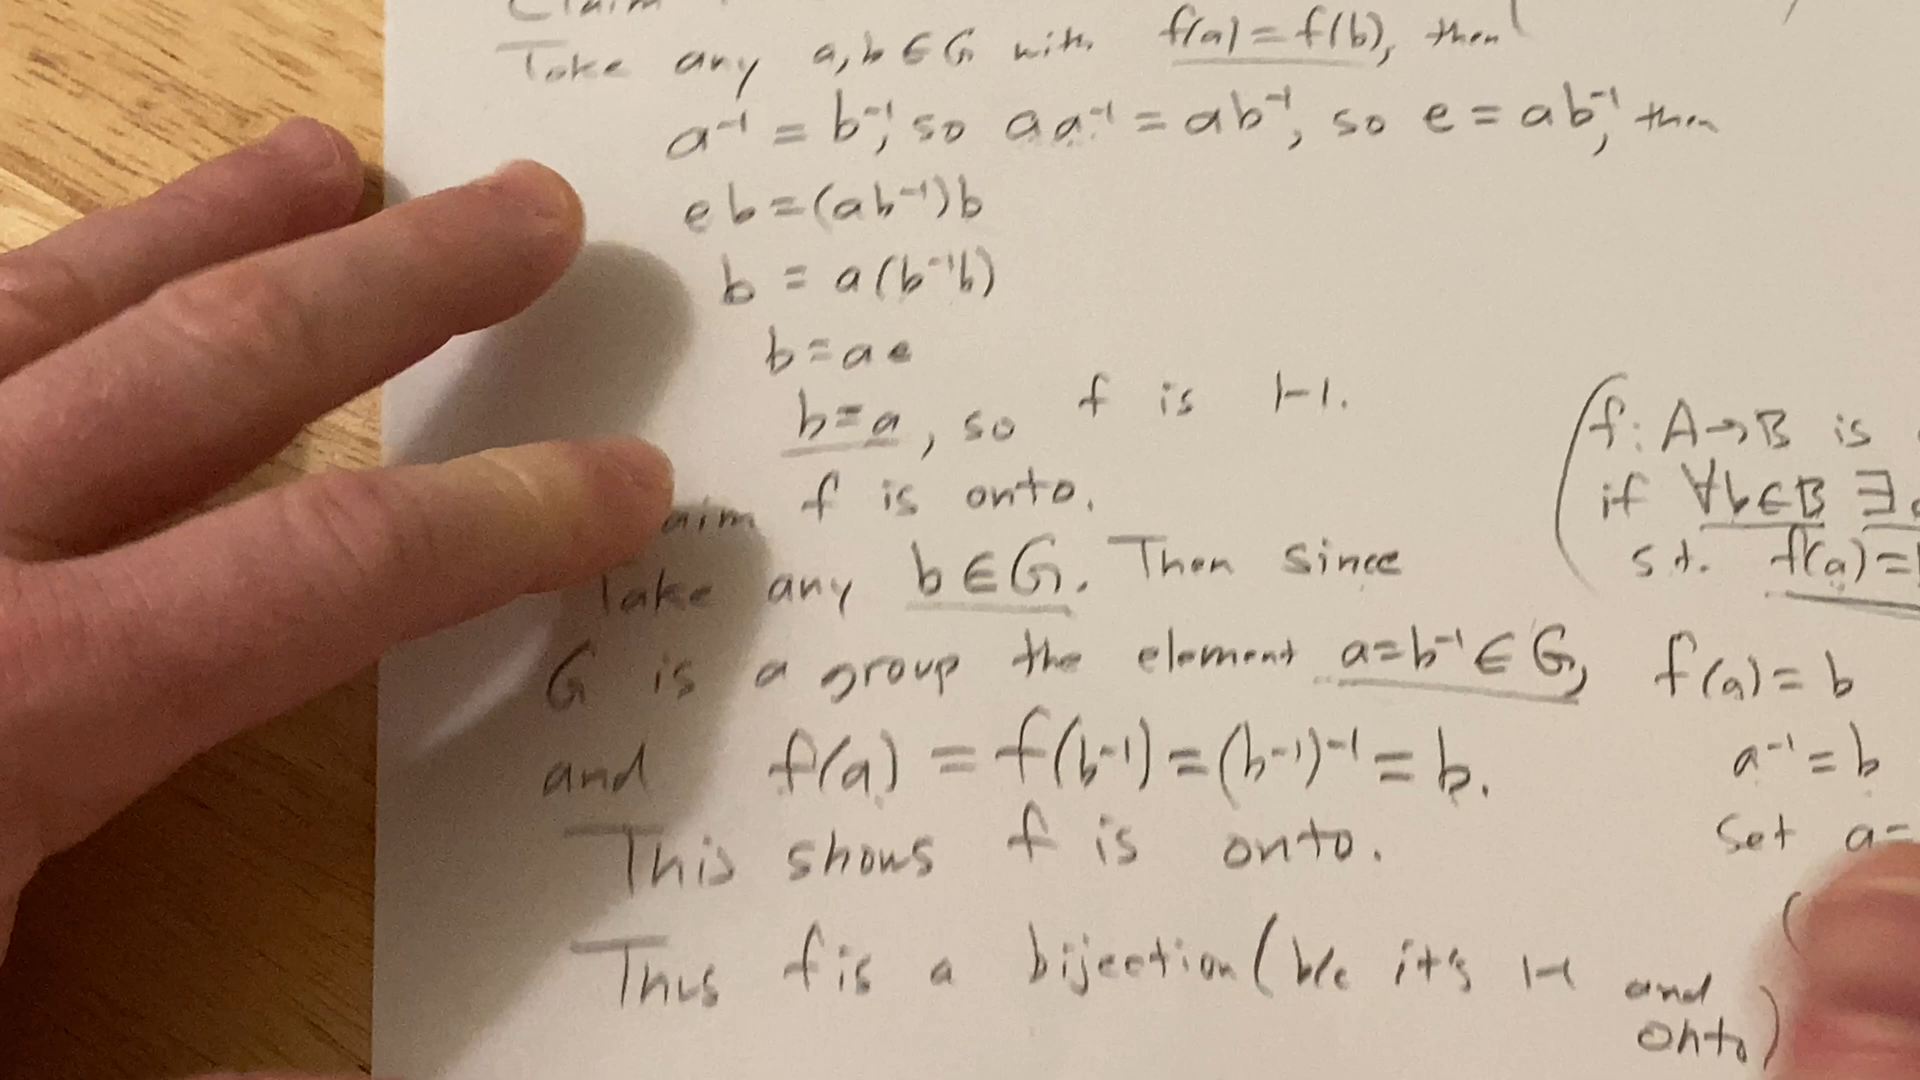 Claim
Take any a,b ∈ G with f(a) = f(b), then
a⁻¹ = b⁻¹, so aa⁻¹ = ab⁻¹, so e = ab⁻¹, then
eb = (ab⁻¹)b
b = a(b⁻¹b)
b = ae
b = a, so f is 1-1.
f: A→B is
if ∀b∈B ∃
s.t. f(a) =
f is onto.
Take any b ∈ G. Then since
G is a group the element a = b⁻¹ ∈ G,
and f(a) = f(b⁻¹) = (b⁻¹)⁻¹ = b.
f(a) = b
a⁻¹ = b
Set a =
This shows f is onto.
Thus f is a bijection (b/c it's 1-1 and
onto)